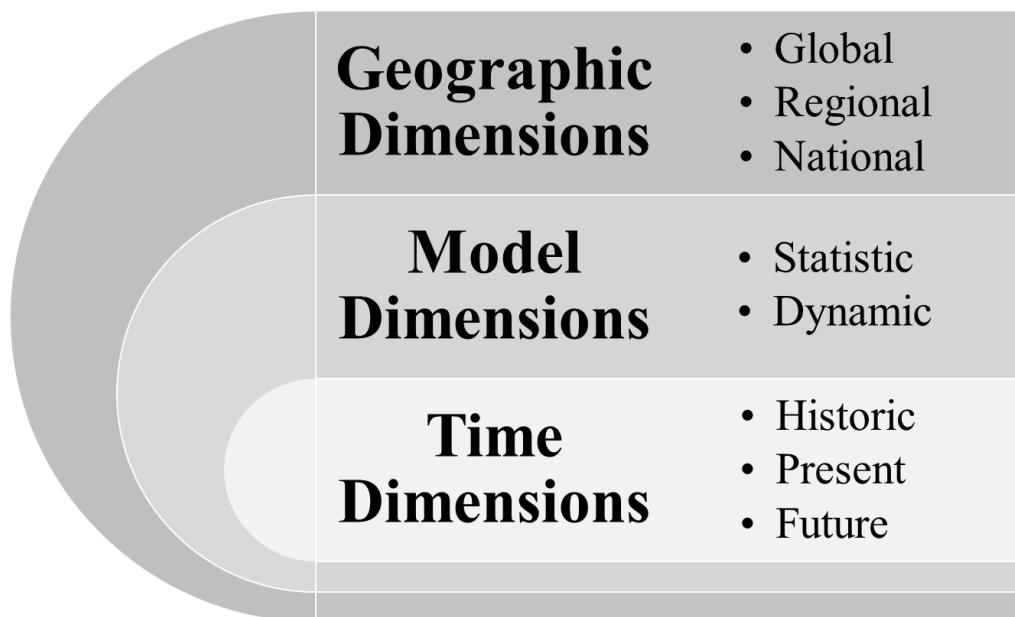 Geographic
Dimensions
• Global
• Regional
• National
Model
Dimensions
• Statistic
• Dynamic
Time
Dimensions
• Historic
• Present
• Future